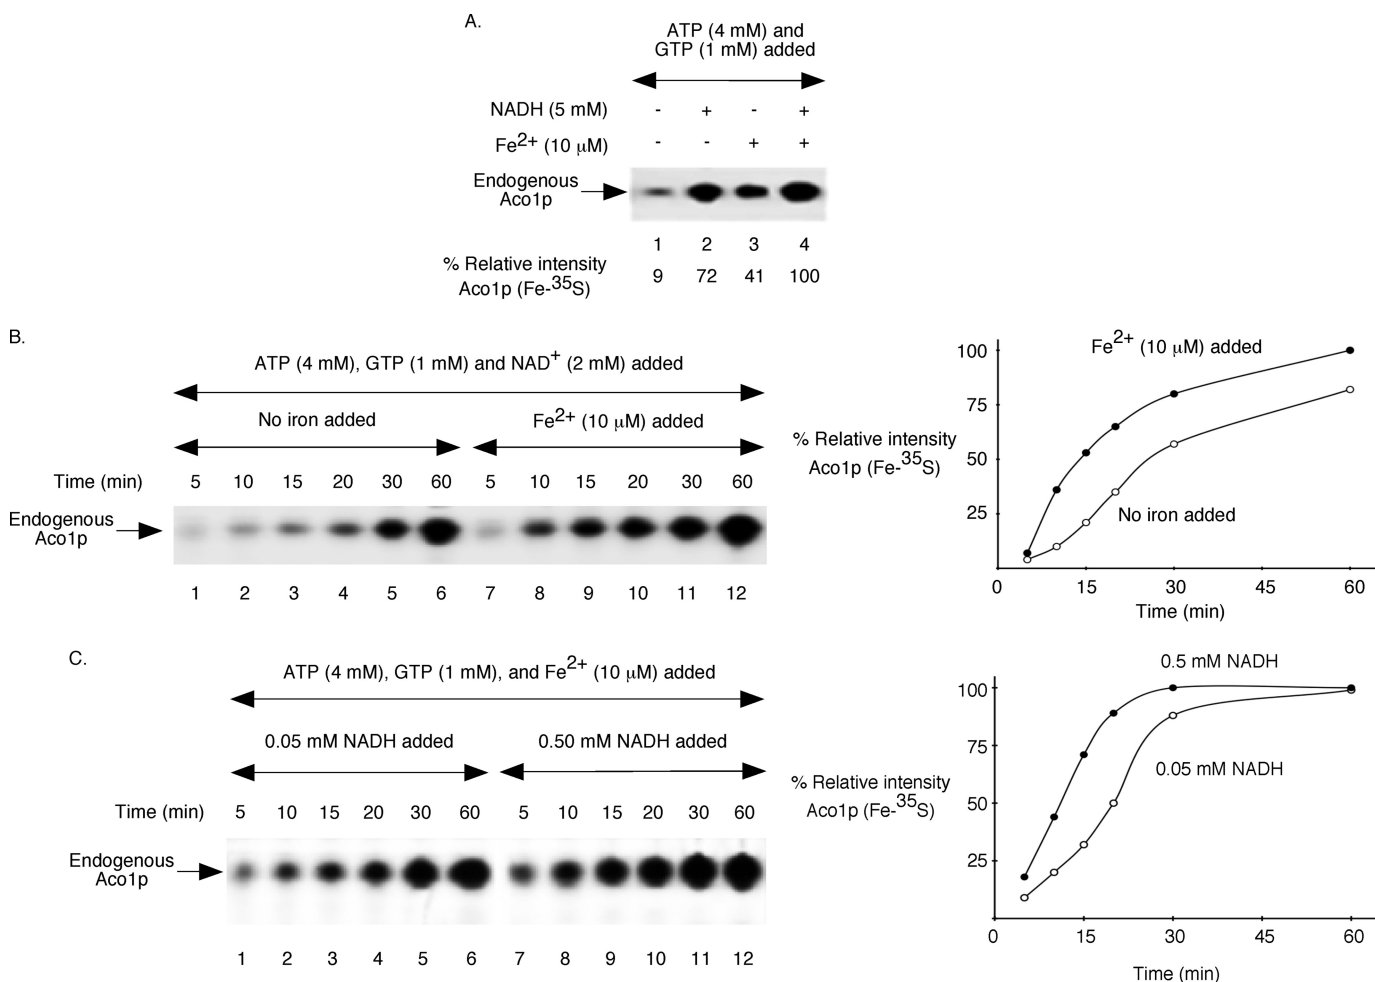 A.
ATP (4 mM) and
GTP (1 mM) added
NADH (5 mM) - + - +
Fe2+ (10 μM) - - + +
Endogenous
Aco1p
1 2 3 4
% Relative intensity
Aco1p (Fe-35S)
9 72 41 100
B.
ATP (4 mM), GTP (1 mM) and NAD+ (2 mM) added
No iron added Fe2+ (10 μM) added
Time (min) 5 10 15 20 30 60 5 10 15 20 30 60
Endogenous
Aco1p
1 2 3 4 5 6 7 8 9 10 11 12
% Relative intensity
Aco1p (Fe-35S)
100
75
50
25
Fe2+ (10 μM) added
No iron added
0 15 30 45 60
Time (min)
C.
ATP (4 mM), GTP (1 mM), and Fe2+ (10 μM) added
0.05 mM NADH added 0.50 mM NADH added
Time (min) 5 10 15 20 30 60 5 10 15 20 30 60
Endogenous
Aco1p
1 2 3 4 5 6 7 8 9 10 11 12
% Relative intensity
Aco1p (Fe-35S)
0.5 mM NADH
100
75
50
25
0.05 mM NADH
0 15 30 45 60
Time (min)